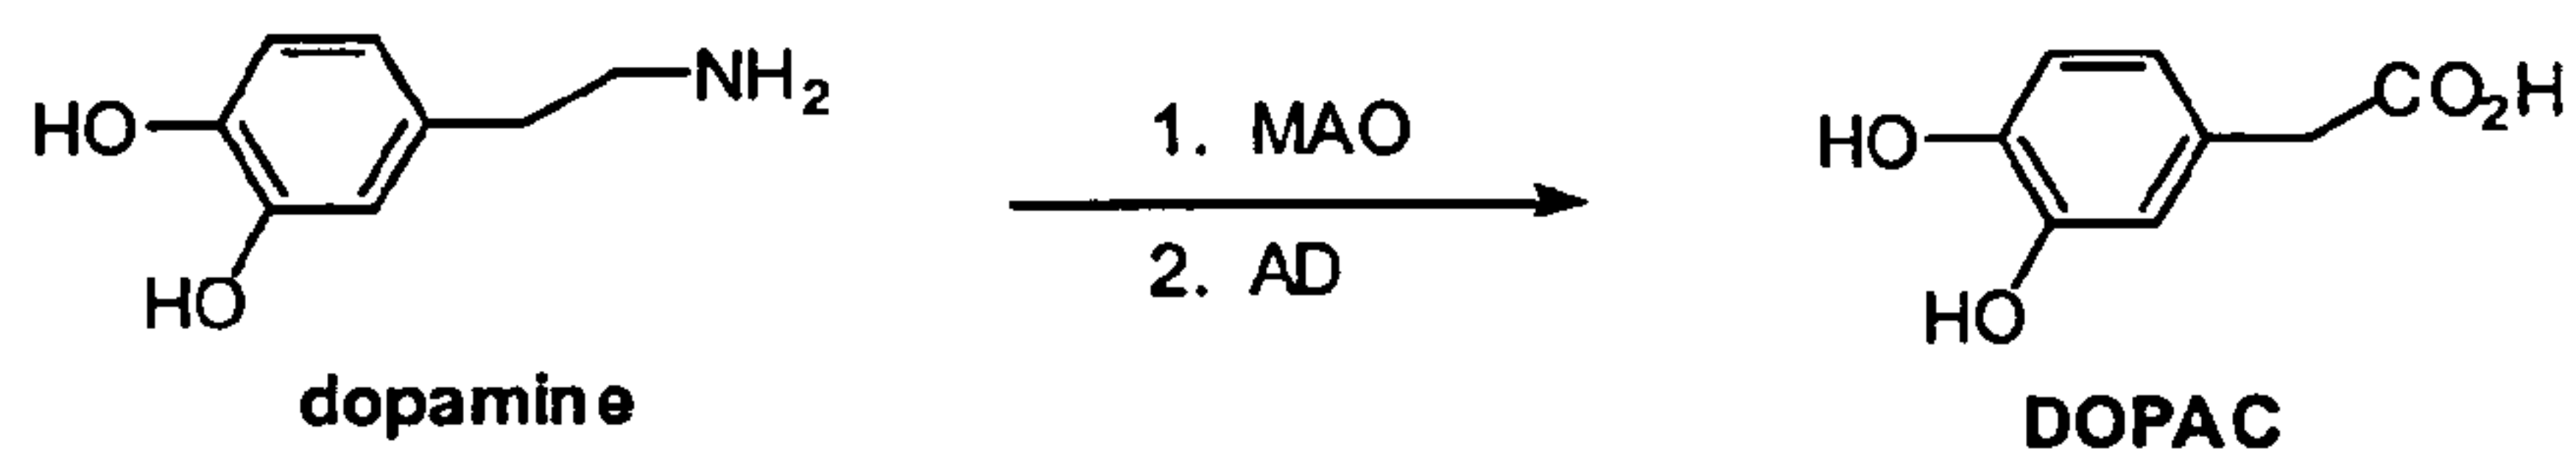 NH2
HO
HO
dopamine
1. MAO
2. AD
CO2H
HO
HO
DOPAC